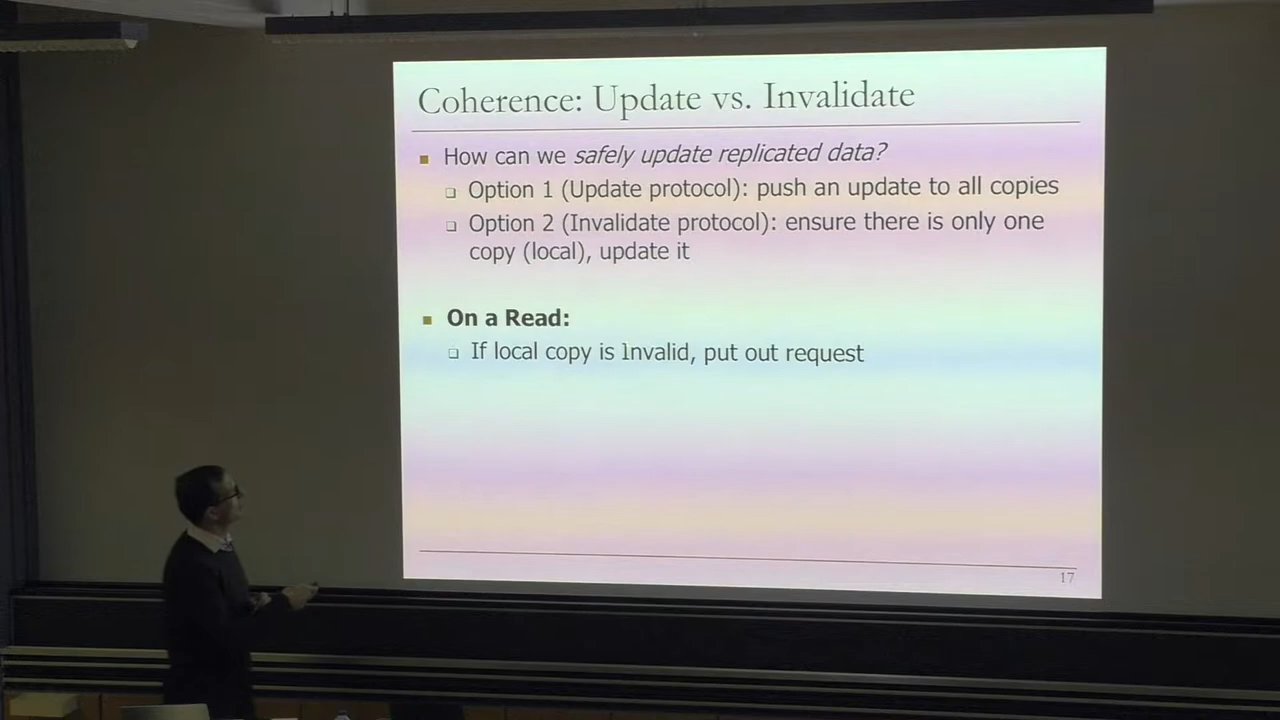 Coherence: Update vs. Invalidate
How can we safely update replicated data?
Option 1 (Update protocol): push an update to all copies
Option 2 (Invalidate protocol): ensure there is only one
copy (local), update it
On a Read:
If local copy is Invalid, put out request
17